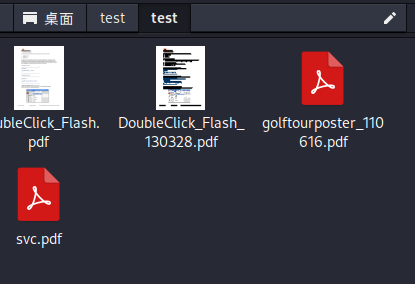 桌面 test test
ubleClick_Flash. DoubleClick_Flash_ golftourposter_110
pdf 130328.pdf 616.pdf
svc.pdf